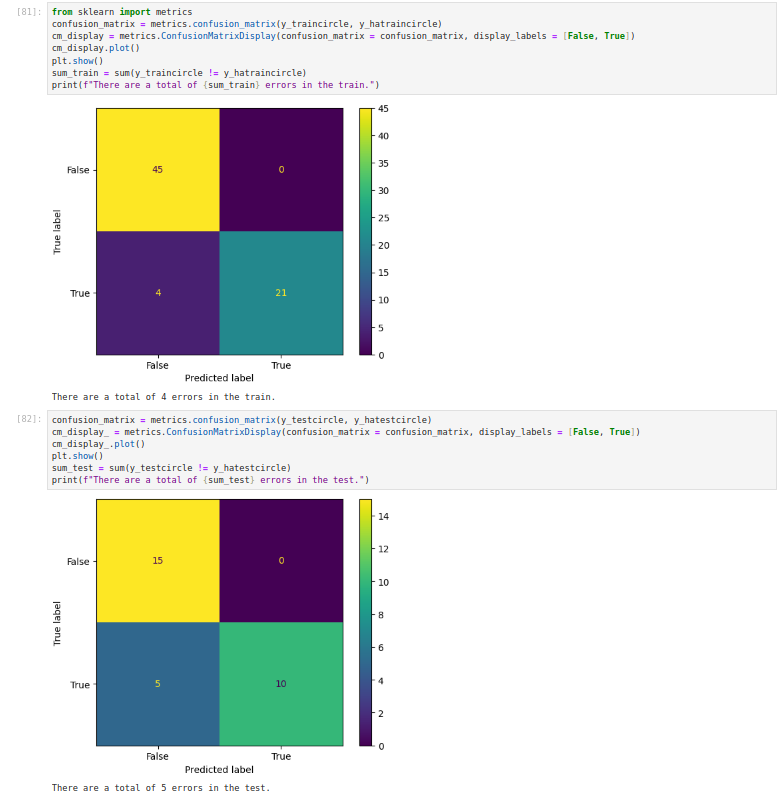 [81]:
from sklearn import metrics
confusion_matrix = metrics.confusion_matrix(y_traincircle, y_hatraincircle)
cm_display = metrics.ConfusionMatrixDisplay(confusion_matrix = confusion_matrix, display_labels = [False, True])
cm_display.plot()
plt.show()
sum_train = sum(y_traincircle != y_hatraincircle)
print(f"There are a total of {sum_train} errors in the train.")
45
40
35
30
25
20
15
10
5
0
False
45
0
True label
True
4
21
False
True
Predicted label
There are a total of 4 errors in the train.
[82]:
confusion_matrix = metrics.confusion_matrix(y_testcircle, y_hatestcircle)
cm_display_ = metrics.ConfusionMatrixDisplay(confusion_matrix = confusion_matrix, display_labels = [False, True])
cm_display_.plot()
plt.show()
sum_test = sum(y_testcircle != y_hatestcircle)
print(f"There are a total of {sum_test} errors in the test.")
14
12
10
8
6
4
2
0
False
15
0
True label
True
5
10
False
True
Predicted label
There are a total of 5 errors in the test.